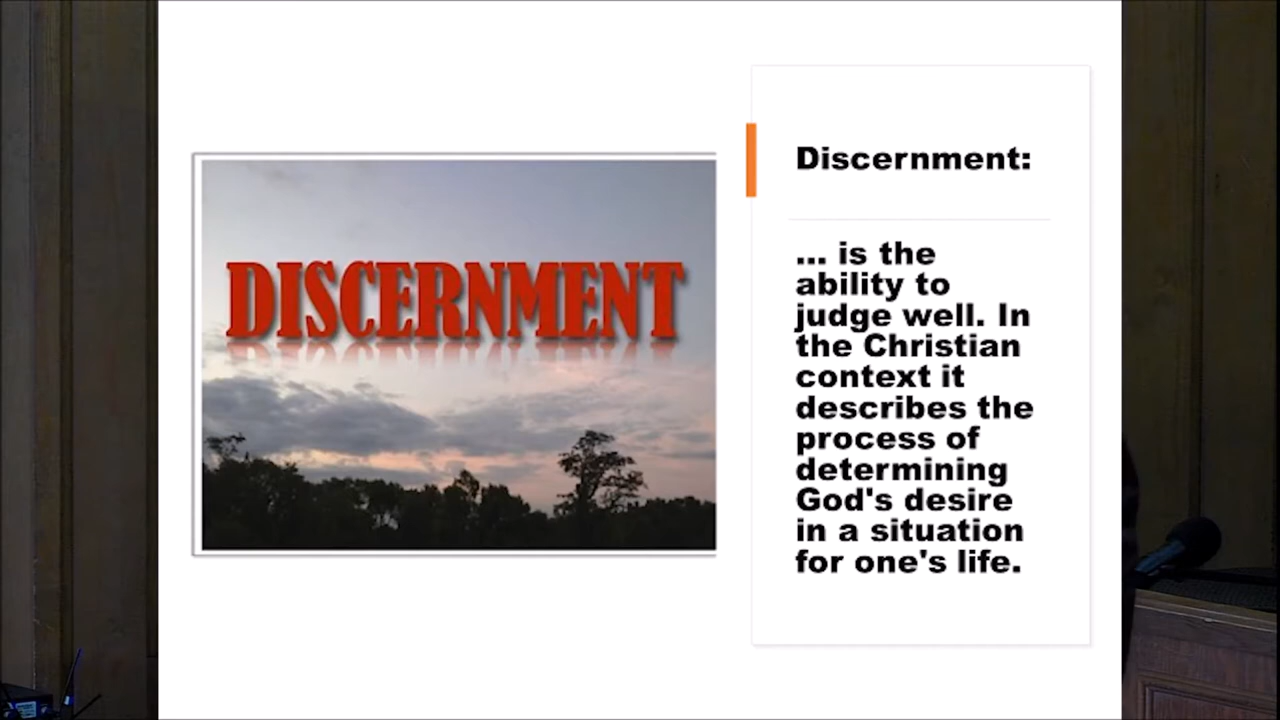 DISCERNMENT
Discernment:
... is the
ability to
judge well. In
the Christian
context it
describes the
process of
determining
God's desire
in a situation
for one's life.